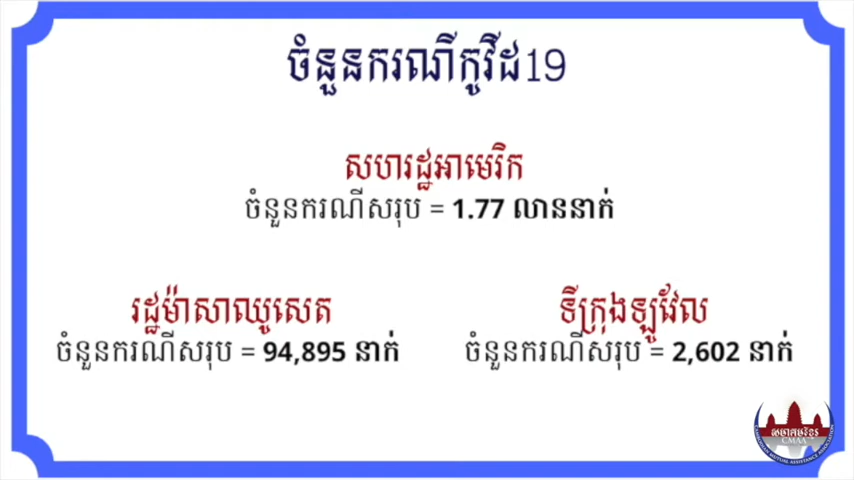 ចំនួនករណីកូវីដ19
សហរដ្ឋអាមេរិក
ចំនួនករណីសរុប = 1.77 លាននាក់
រដ្ឋម៉ាសាឈូសេត
ចំនួនករណីសរុប = 94,895 នាក់
ទីក្រុងឡូវែល
ចំនួនករណីសរុប = 2,602 នាក់
សមាគមខ្មែរ
CMAA
CAMBODIAN MUTUAL ASSISTANCE ASSOCIATION